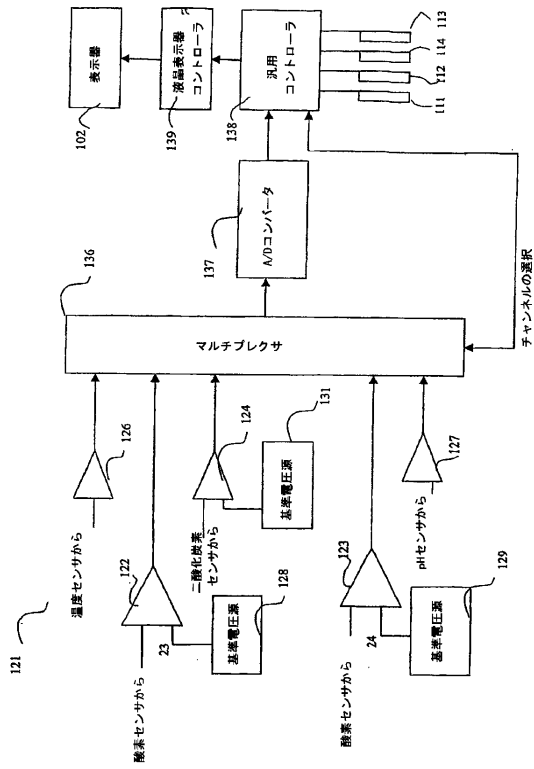 表示器
102
液晶表示器
コントローラ
139
汎用
コントローラ
138
113
114
112
111
A/Dコンバータ
137
136
マルチプレクサ
チャンネルの選択
126
温度センサから
122
酸素センサから
23
基準電圧源
128
124
二酸化炭素
センサから
131
基準電圧源
123
酸素センサから
24
基準電圧源
129
127
pHセンサから
121